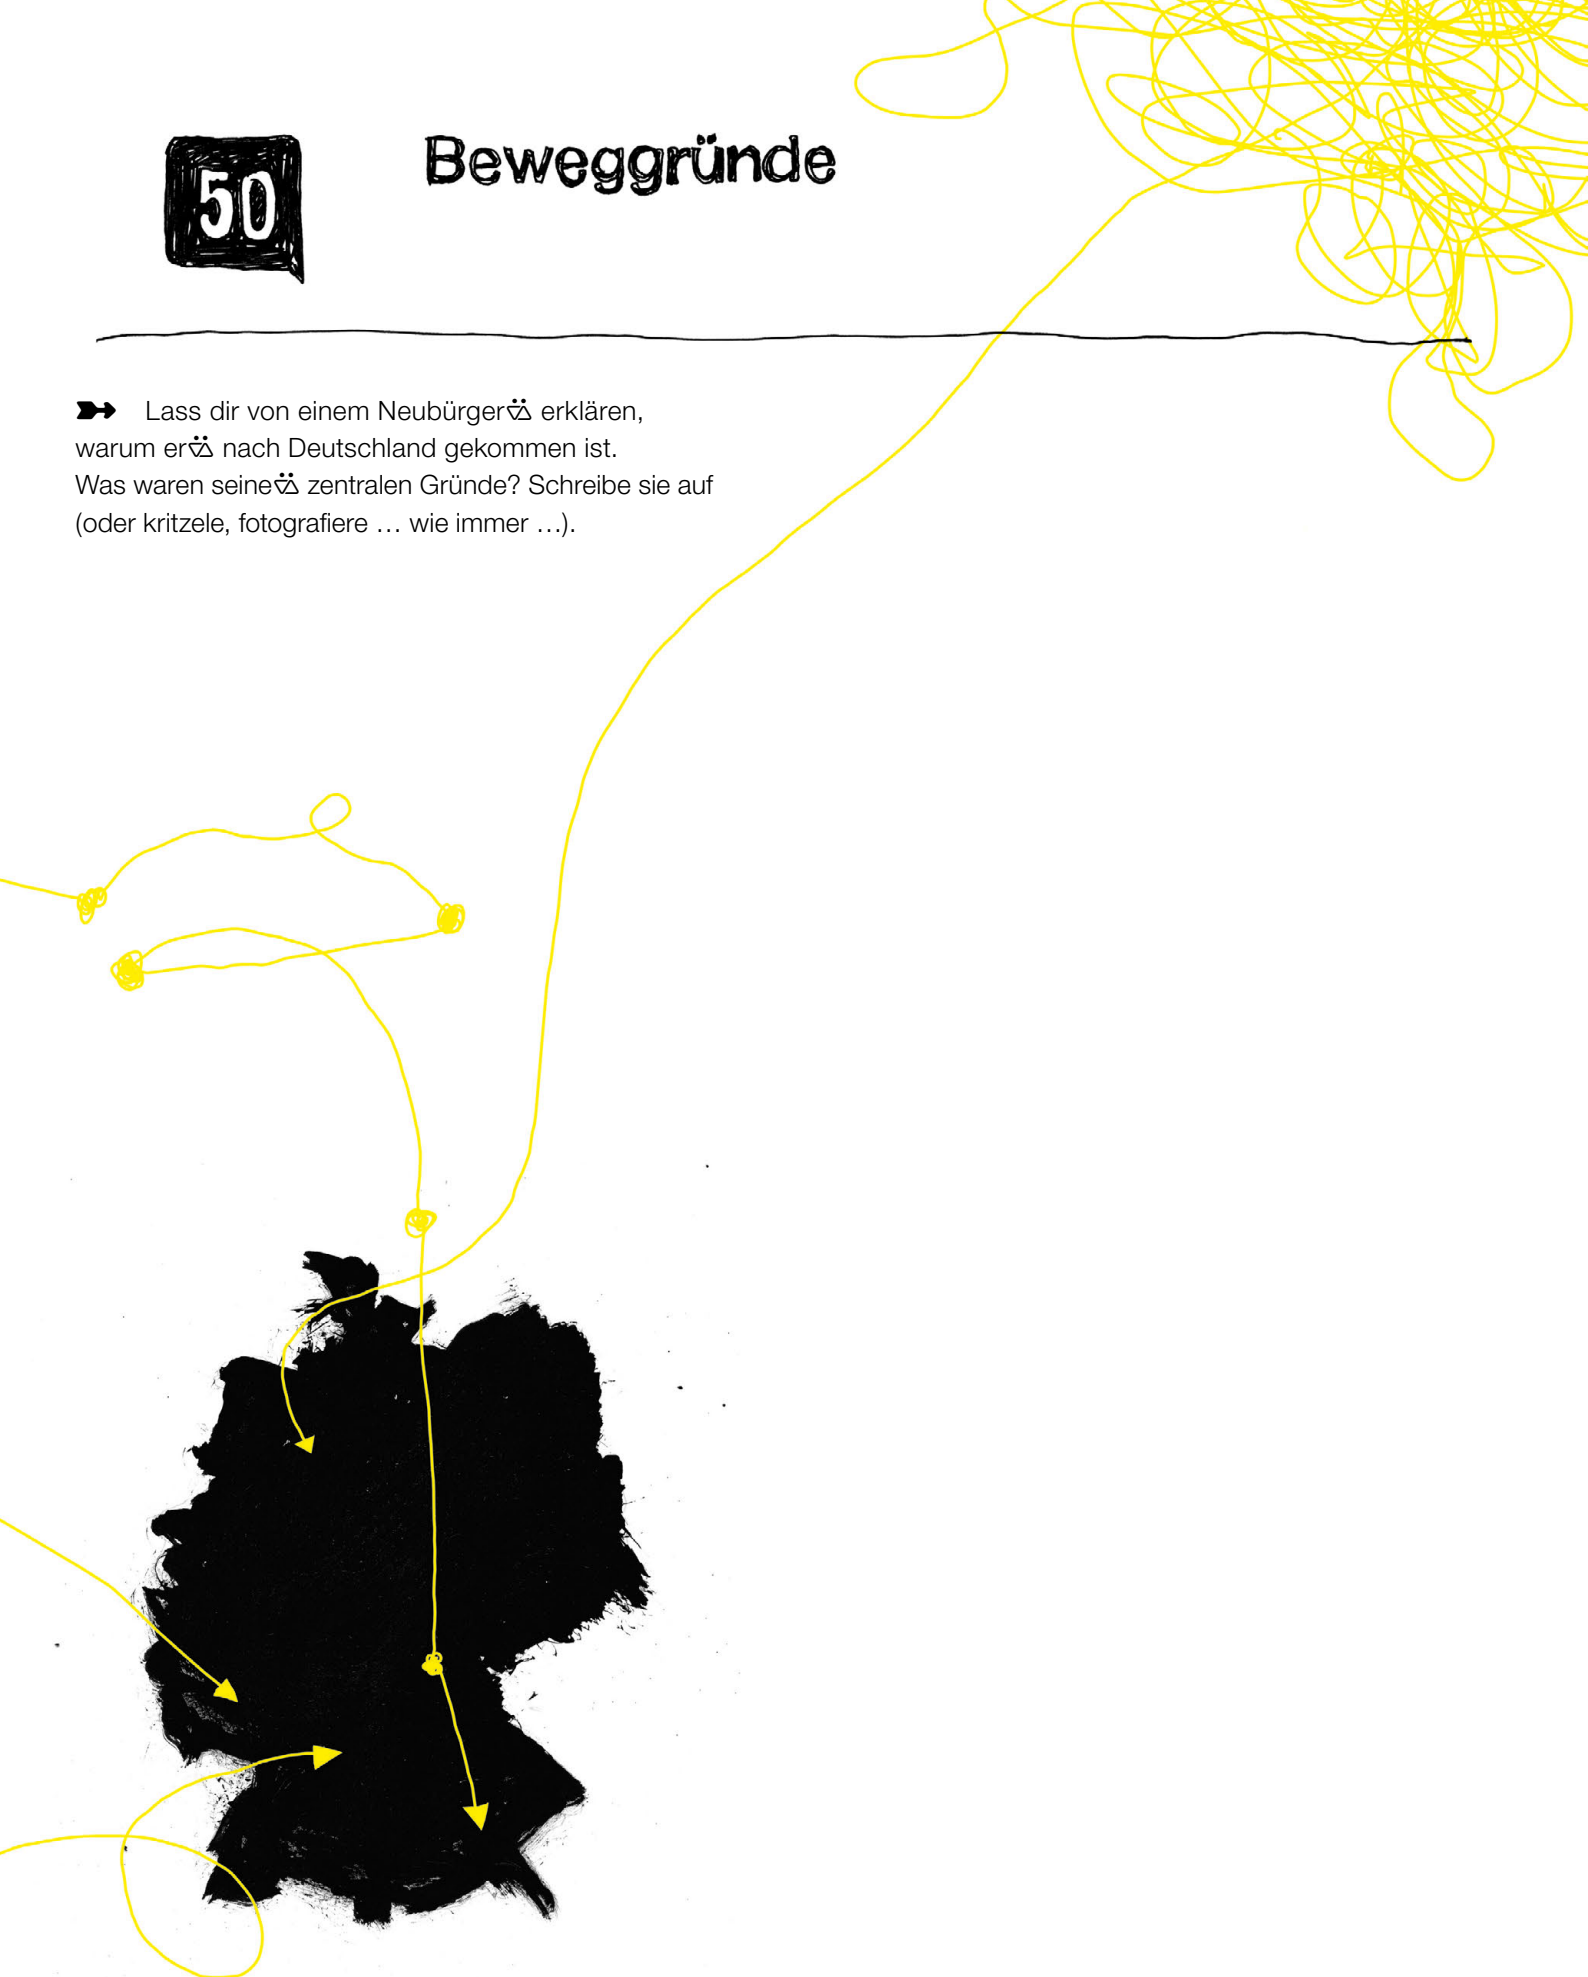 50
Beweggründe
Lass dir von einem Neubürger erklären,
warum er nach Deutschland gekommen ist.
Was waren seine zentralen Gründe? Schreibe sie auf
(oder kritzele, fotografiere … wie immer …).